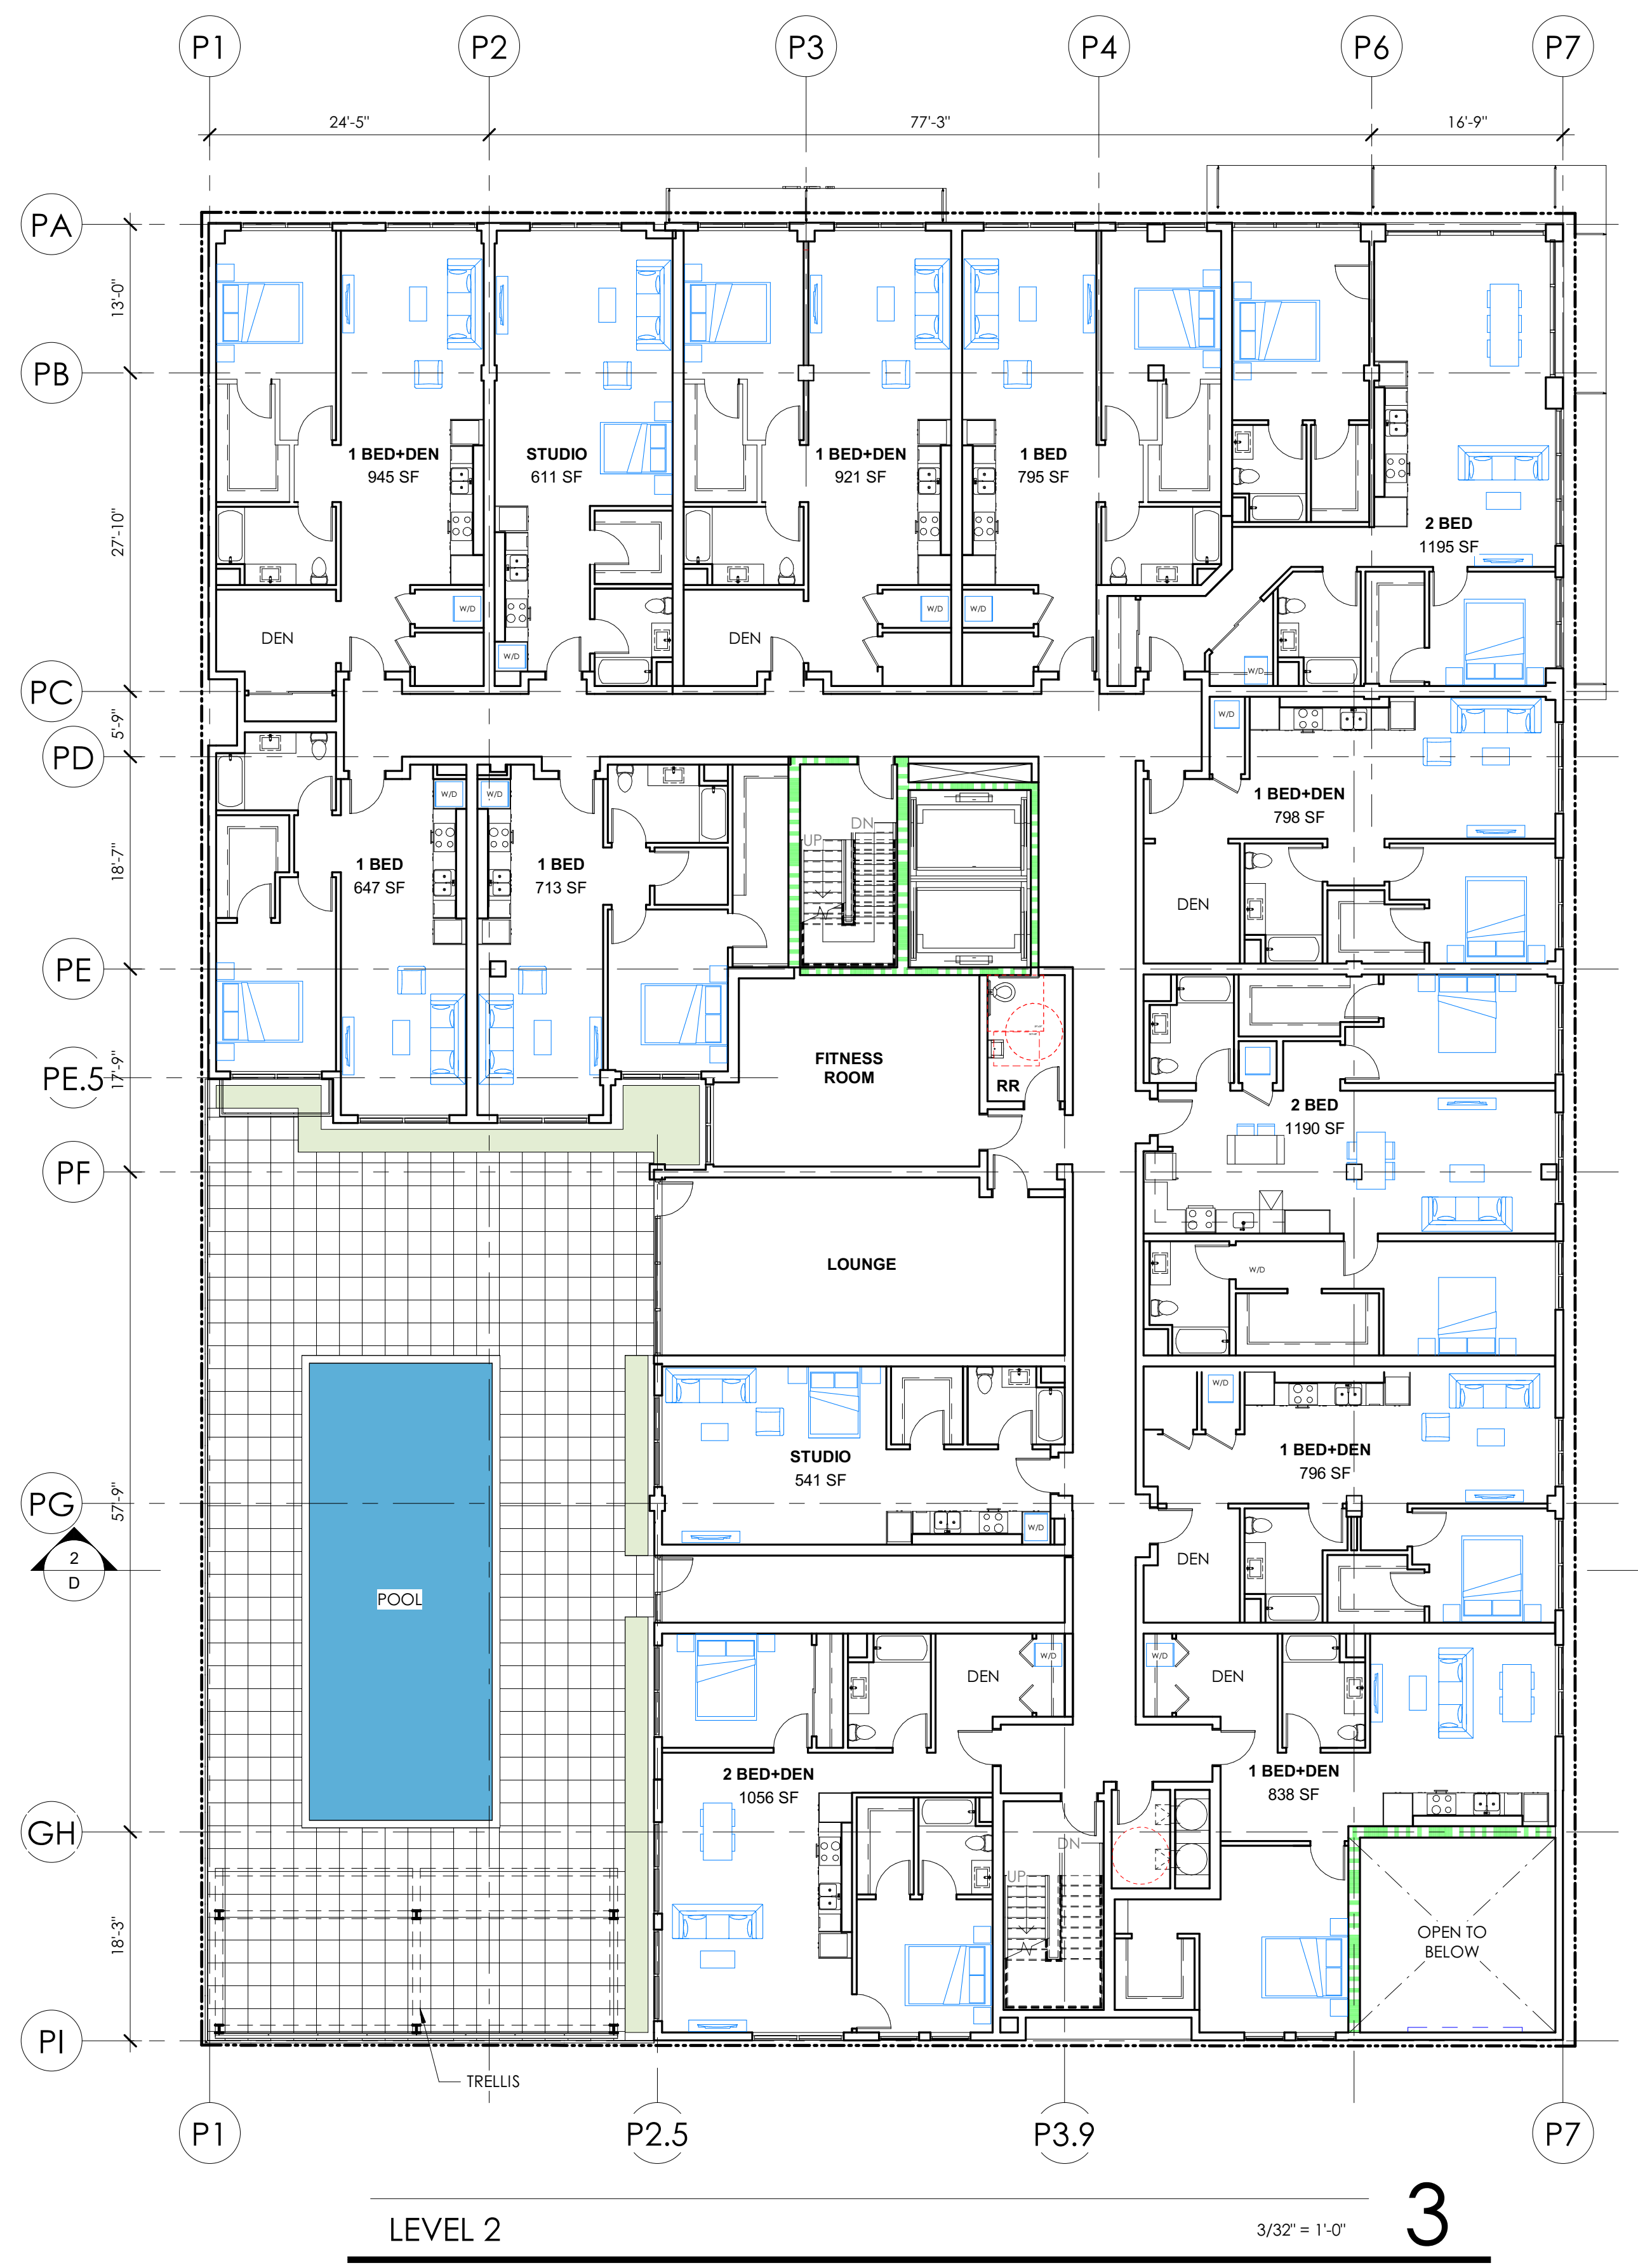 P1 P2 P3 P4 P6 P7
24'-5" 77'-3" 16'-9"
PA
13'-0"
PB
1 BED+DEN STUDIO 1 BED+DEN 1 BED
945 SF 611 SF 921 SF 795 SF
2 BED
1195 SF
27'-10"
W/D W/D W/D
DEN DEN
W/D W/D
PC
5'-9"
W/D
PD
W/D W/D
1 BED+DEN
798 SF
DN
UP
18'-7"
1 BED 1 BED
647 SF 713 SF
DEN
PE
FITNESS
ROOM
RR
PE.5
17'-9"
2 BED
1190 SF
PF
LOUNGE
W/D
W/D
1 BED+DEN
796 SF
STUDIO
541 SF
PG
57'-9"
W/D
2
D
DEN
POOL
W/D W/D
DEN DEN
2 BED+DEN 1 BED+DEN
1056 SF 838 SF
GH
DN
UP
18'-3"
OPEN TO
BELOW
PI
TRELLIS
P1 P2.5 P3.9 P7
LEVEL 2 3/32" = 1'-0" 3